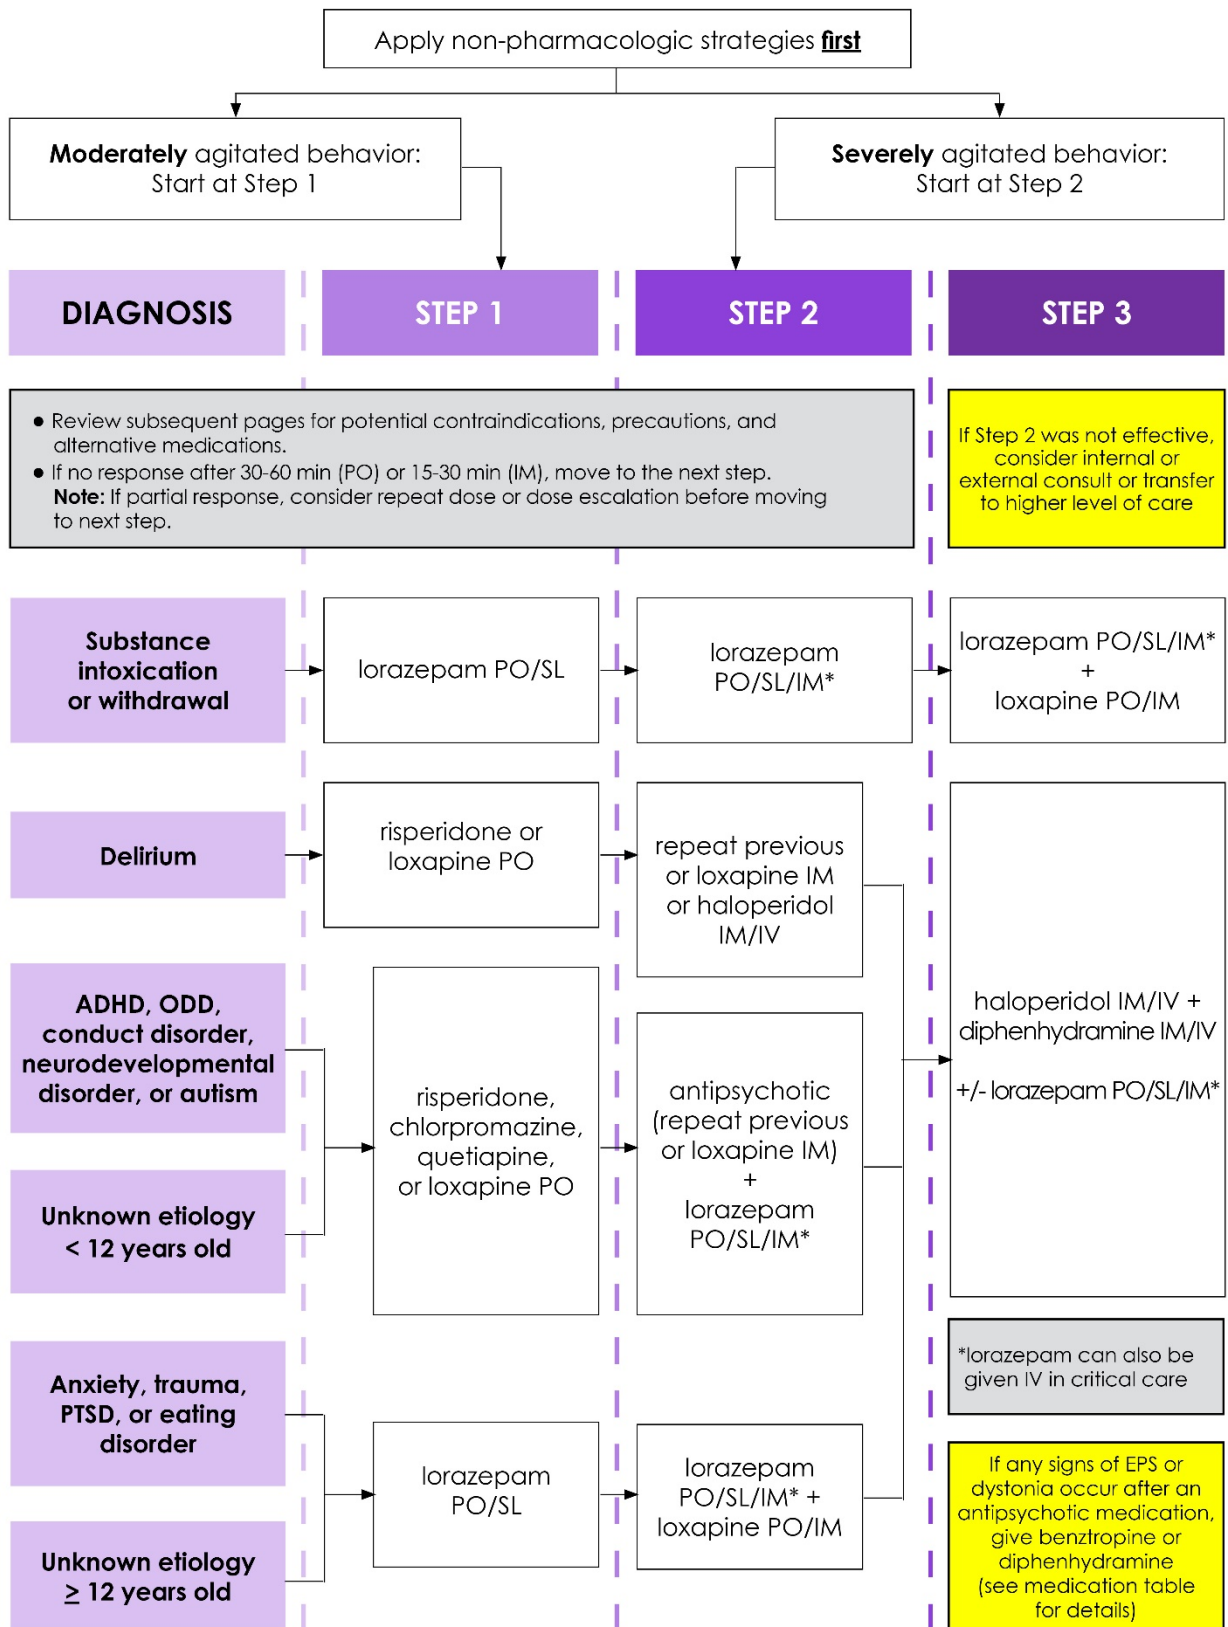 Apply non-pharmacologic strategies first
Moderately agitated behavior:
Start at Step 1
Severely agitated behavior:
Start at Step 2
DIAGNOSIS
STEP 1
STEP 2
STEP 3
● Review subsequent pages for potential contraindications, precautions, and
alternative medications.
● If no response after 30-60 min (PO) or 15-30 min (IM), move to the next step.
Note: If partial response, consider repeat dose or dose escalation before moving
to next step.
If Step 2 was not effective,
consider internal or
external consult or transfer
to higher level of care
Substance
intoxication
or withdrawal
lorazepam PO/SL
lorazepam
PO/SL/IM*
lorazepam PO/SL/IM*
+
loxapine PO/IM
Delirium
risperidone or
loxapine PO
repeat previous
or loxapine IM
or haloperidol
IM/IV
ADHD, ODD,
conduct disorder,
neurodevelopmental
disorder, or autism
Unknown etiology
< 12 years old
risperidone,
chlorpromazine,
quetiapine,
or loxapine PO
antipsychotic
(repeat previous
or loxapine IM)
+
lorazepam
PO/SL/IM*
haloperidol IM/IV +
diphenhydramine IM/IV
+/- lorazepam PO/SL/IM*
Anxiety, trauma,
PTSD, or eating
disorder
Unknown etiology
≥ 12 years old
lorazepam
PO/SL
lorazepam
PO/SL/IM* +
loxapine PO/IM
*lorazepam can also be
given IV in critical care
If any signs of EPS or
dystonia occur after an
antipsychotic medication,
give benztropine or
diphenhydramine
(see medication table
for details)